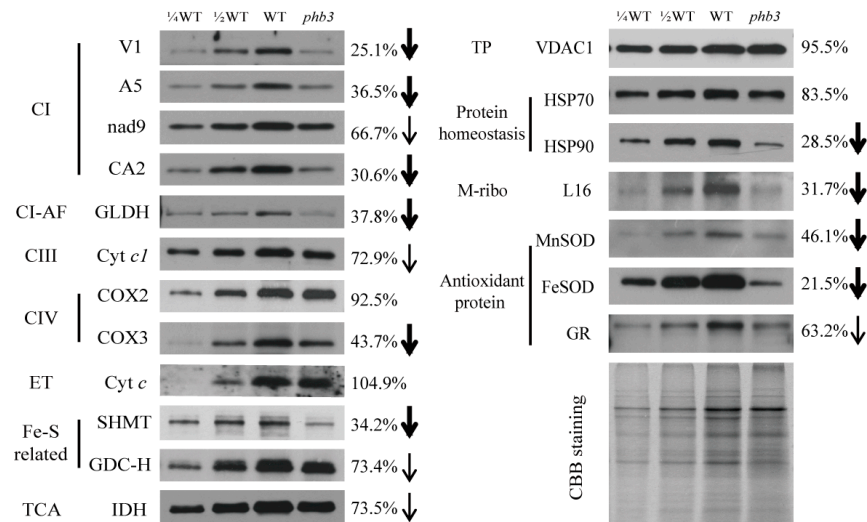 ¼WT ½WT WT phb3
V1 25.1%
A5 36.5%
CI
nad9 66.7%
CA2 30.6%
CI-AF GLDH 37.8%
CIII Cyt c1 72.9%
COX2 92.5%
CIV
COX3 43.7%
ET Cyt c 104.9%
SHMT 34.2%
Fe-S
related
GDC-H 73.4%
TCA IDH 73.5%
¼WT ½WT WT phb3
TP VDAC1 95.5%
HSP70 83.5%
Protein
homeostasis
HSP90 28.5%
M-ribo L16 31.7%
MnSOD 46.1%
Antioxidant
protein
FeSOD 21.5%
GR 63.2%
CBB staining